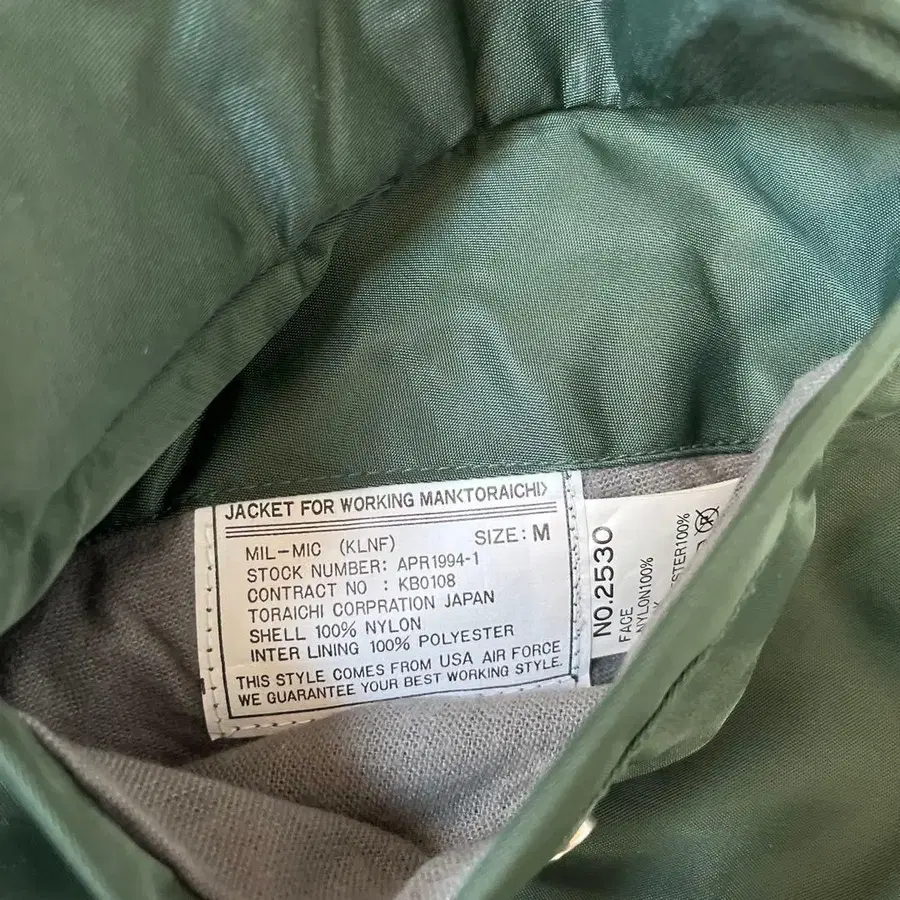 JACKET FOR WORKING MAN<TORAICHI>
MIL-MIC (KLNF) SIZE: M
STOCK NUMBER: APR1994-1
CONTRACT NO : KB0108
TORAICHI CORPRATION JAPAN
SHELL 100% NYLON
INTER LINING 100% POLYESTER
THIS STYLE COMES FROM USA AIR FORCE
WE GUARANTEE YOUR BEST WORKING STYLE.
NO.2530
FACE
NYLON100%